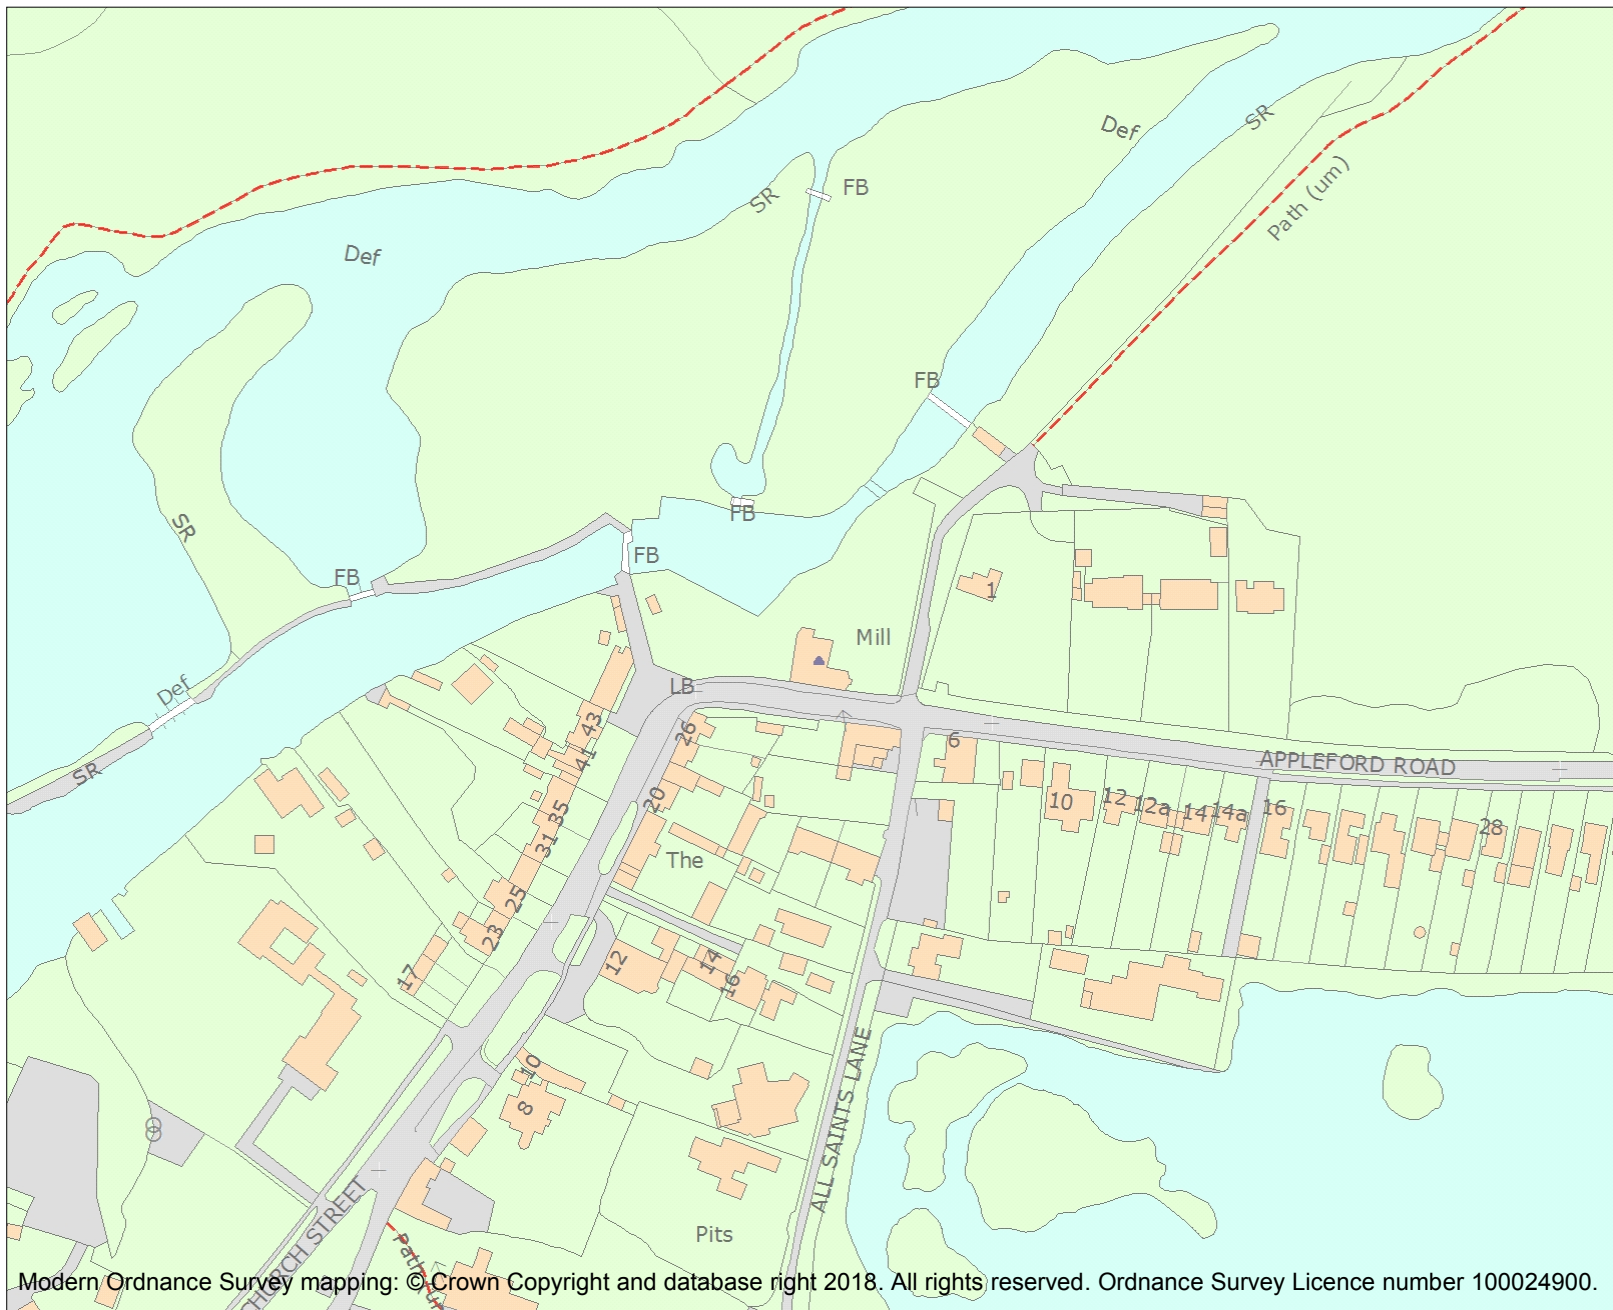 Def
SR
Path (um)
SR
FB
Def
FB
FB
SR
FB
FB
1
Mill
Def
LB
43
26
6
APPLEFORD ROAD
41
SR
20
35
10
12
12a
14
14a
16
28
31
The
25
23
12
14
16
17
10
8
ALL SAINTS LANE
CHURCH STREET
Pits
Modern Ordnance Survey mapping: © Crown Copyright and database right 2018. All rights reserved. Ordnance Survey Licence number 100024900.